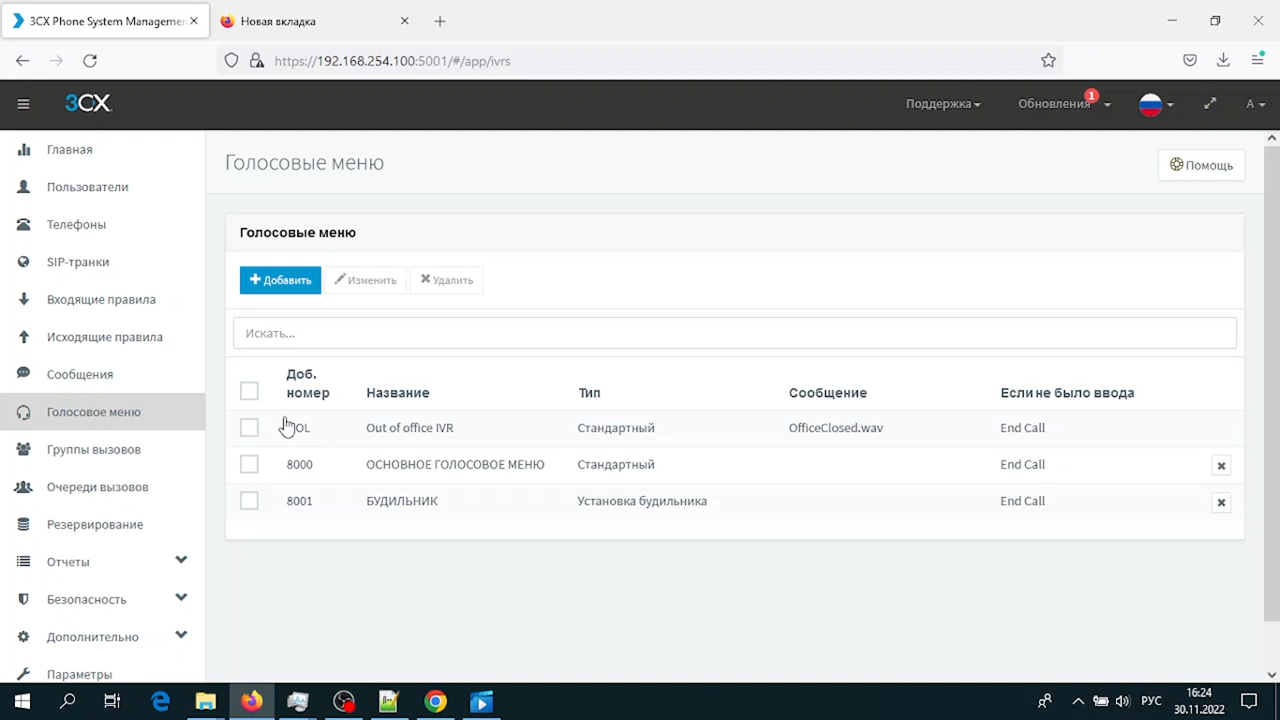 3CX Phone System Managemen
Новая вкладка
https://192.168.254.100:5001/#/app/ivrs
3CX
Поддержка
Обновления
1
A
Главная
Пользователи
Телефоны
SIP-транки
Входящие правила
Исходящие правила
Сообщения
Голосовое меню
Группы вызовов
Очереди вызовов
Резервирование
Отчеты
Безопасность
Дополнительно
Параметры
Голосовые меню
Помощь
Голосовые меню
Добавить
Изменить
Удалить
Искать...
Доб. номер
Название
Тип
Сообщение
Если не было ввода
Out of office IVR
Стандартный
OfficeClosed.wav
End Call
8000
ОСНОВНОЕ ГОЛОСОВОЕ МЕНЮ
Стандартный
End Call
8001
БУДИЛЬНИК
Установка будильника
End Call
РУС
16:24
30.11.2022